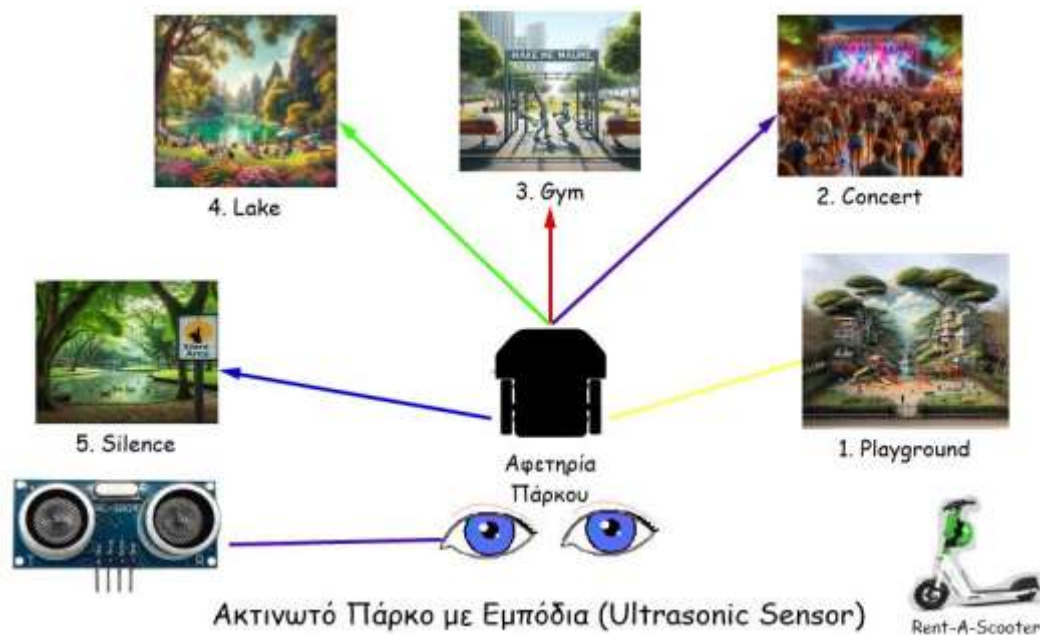 4. Lake
3. Gym
2. Concert
5. Silence
1. Playground
Αφετηρία
Πάρκου
Ακτινωτό Πάρκο με Εμπόδια (Ultrasonic Sensor)
Rent-A-Scooter